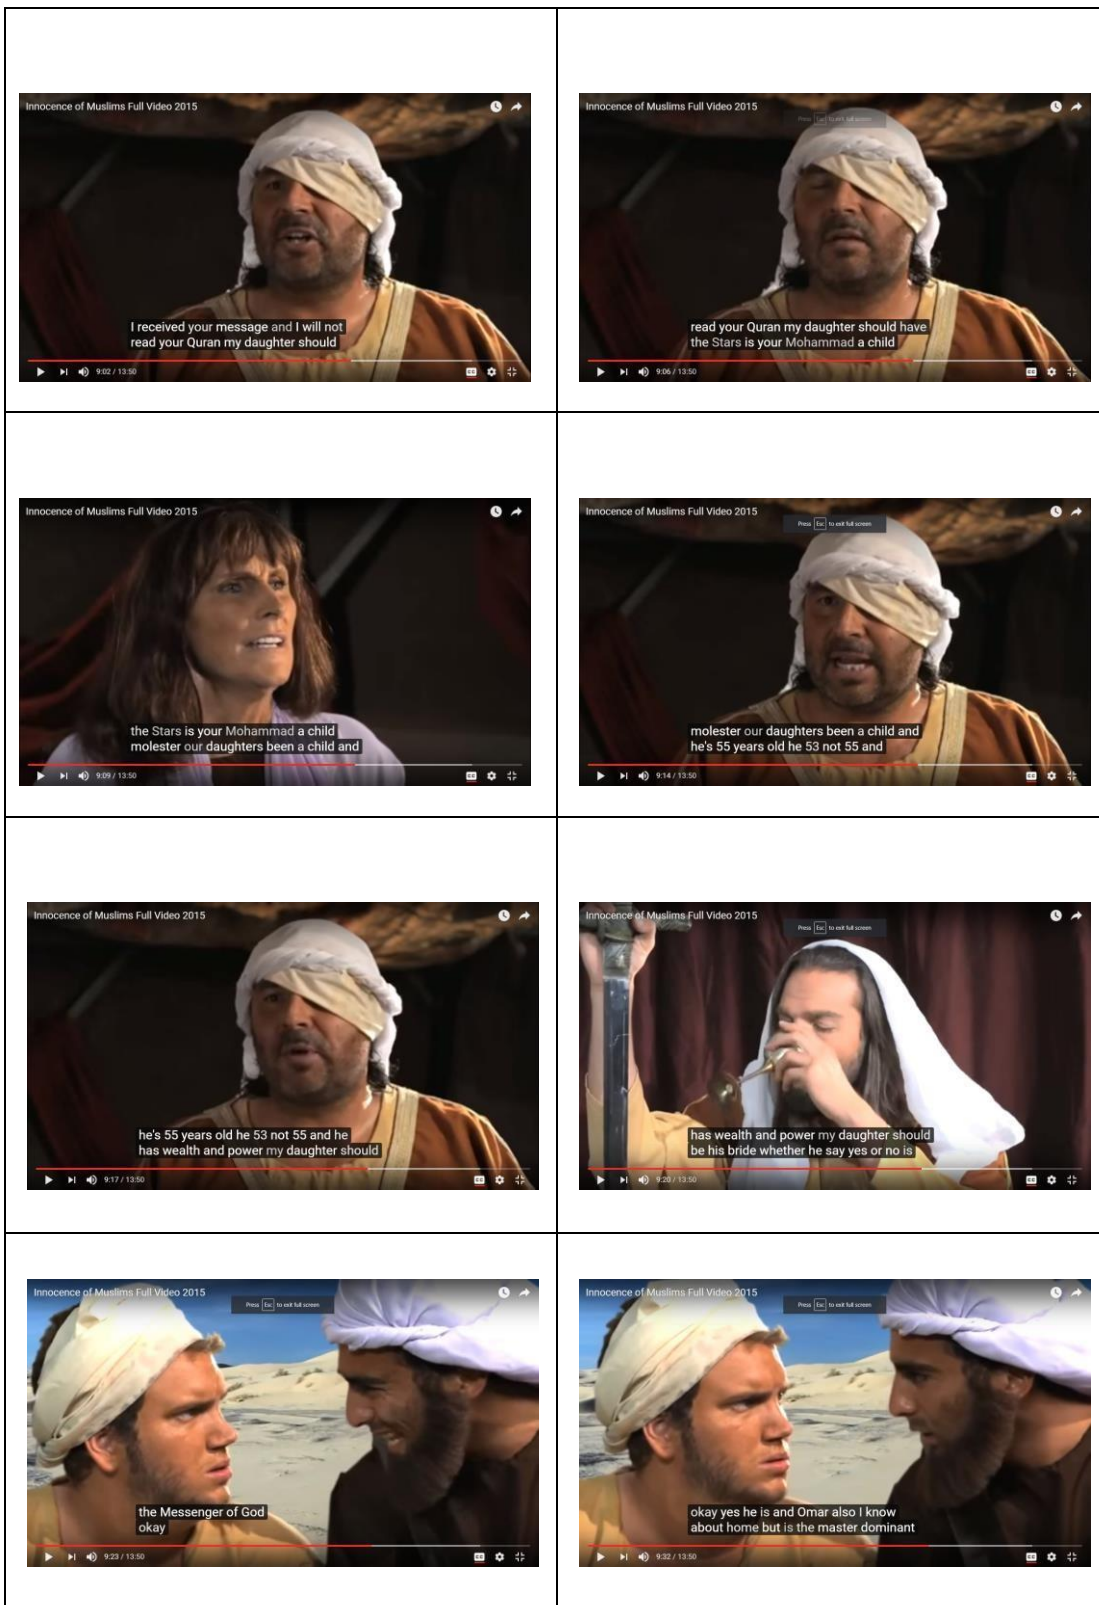 Innocence of Muslims Full Video 2015
I received your message and I will not
read your Quran my daughter should
9:02 / 13:50
Innocence of Muslims Full Video 2015
Press Esc to exit full screen
read your Quran my daughter should have
the Stars is your Mohammad a child
9:06 / 13:50
Innocence of Muslims Full Video 2015
the Stars is your Mohammad a child
molester our daughters been a child and
9:09 / 13:50
Innocence of Muslims Full Video 2015
Press Esc to exit full screen
molester our daughters been a child and
he's 55 years old he 53 not 55 and
9:14 / 13:50
Innocence of Muslims Full Video 2015
he's 55 years old he 53 not 55 and he
has wealth and power my daughter should
9:17 / 13:50
Innocence of Muslims Full Video 2015
Press Esc to exit full screen
has wealth and power my daughter should
be his bride whether he say yes or no is
9:20 / 13:50
Innocence of Muslims Full Video 2015
Press Esc to exit full screen
the Messenger of God
okay
9:23 / 13:50
Innocence of Muslims Full Video 2015
Press Esc to exit full screen
okay yes he is and Omar also I know
about home but is the master dominant
9:32 / 13:50